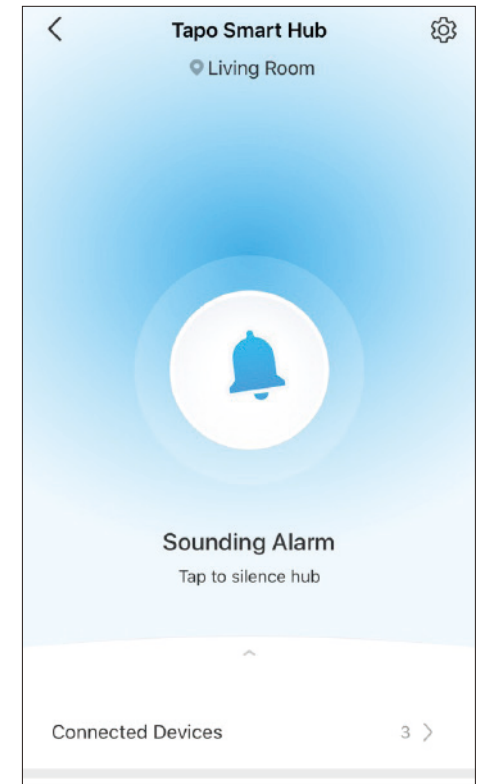 Tapo Smart Hub
Living Room
Sounding Alarm
Tap to silence hub
Connected Devices 3